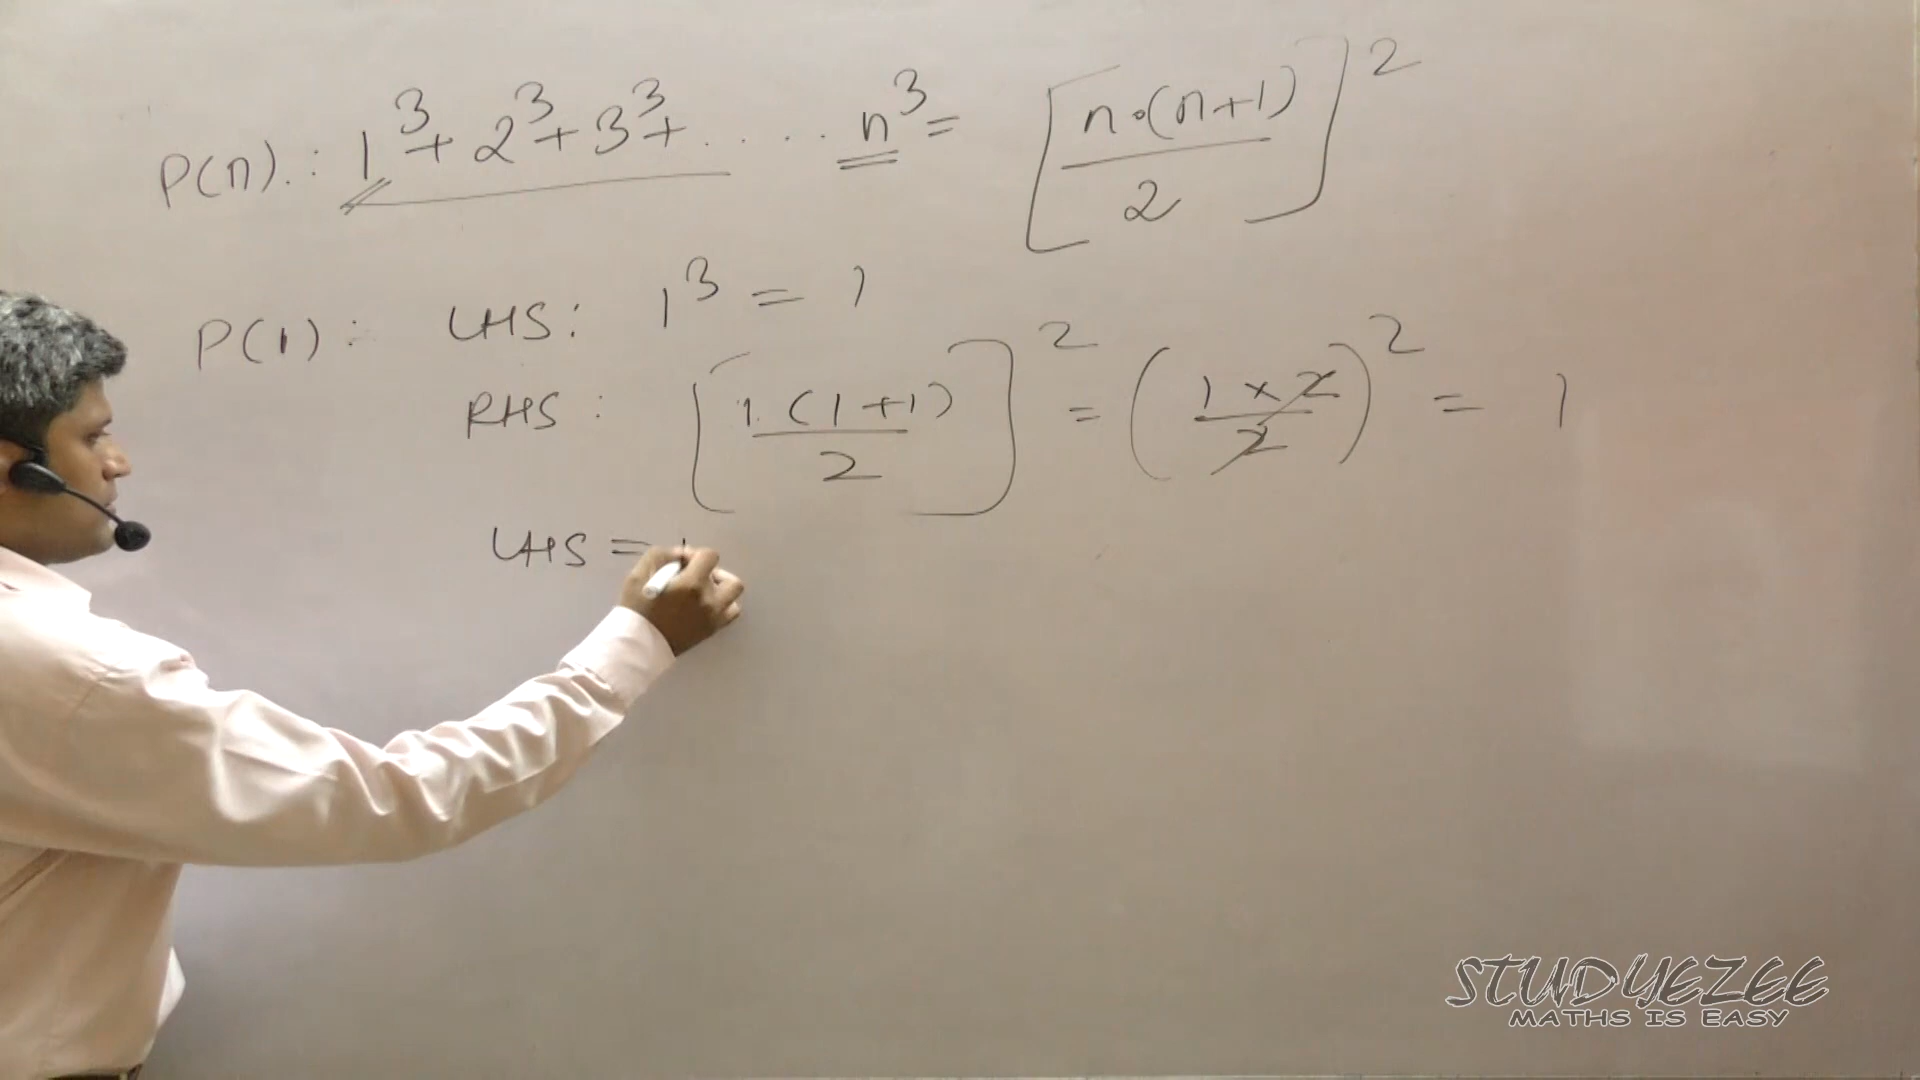 P(n).: 1³+2³+3³+..... n³= [n·(n+1)/2]²
P(1): LHS: 1³ = 1
RHS: [1.(1+1)/2]² = (1×2/2)² = 1
LHS =
STUDYEZEE
MATHS IS EASY